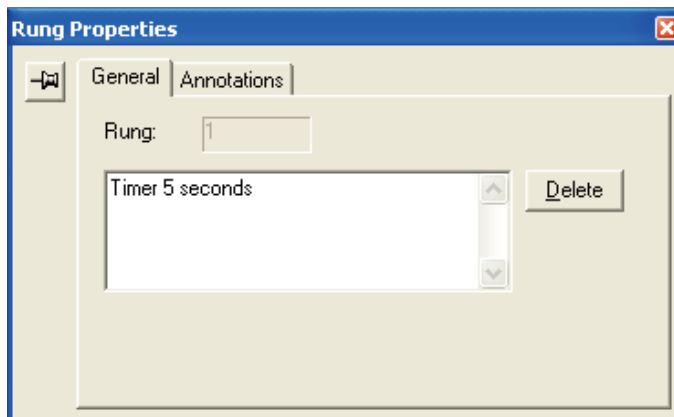 Rung Properties
General Annotations
Rung: 1
Timer 5 seconds
Delete